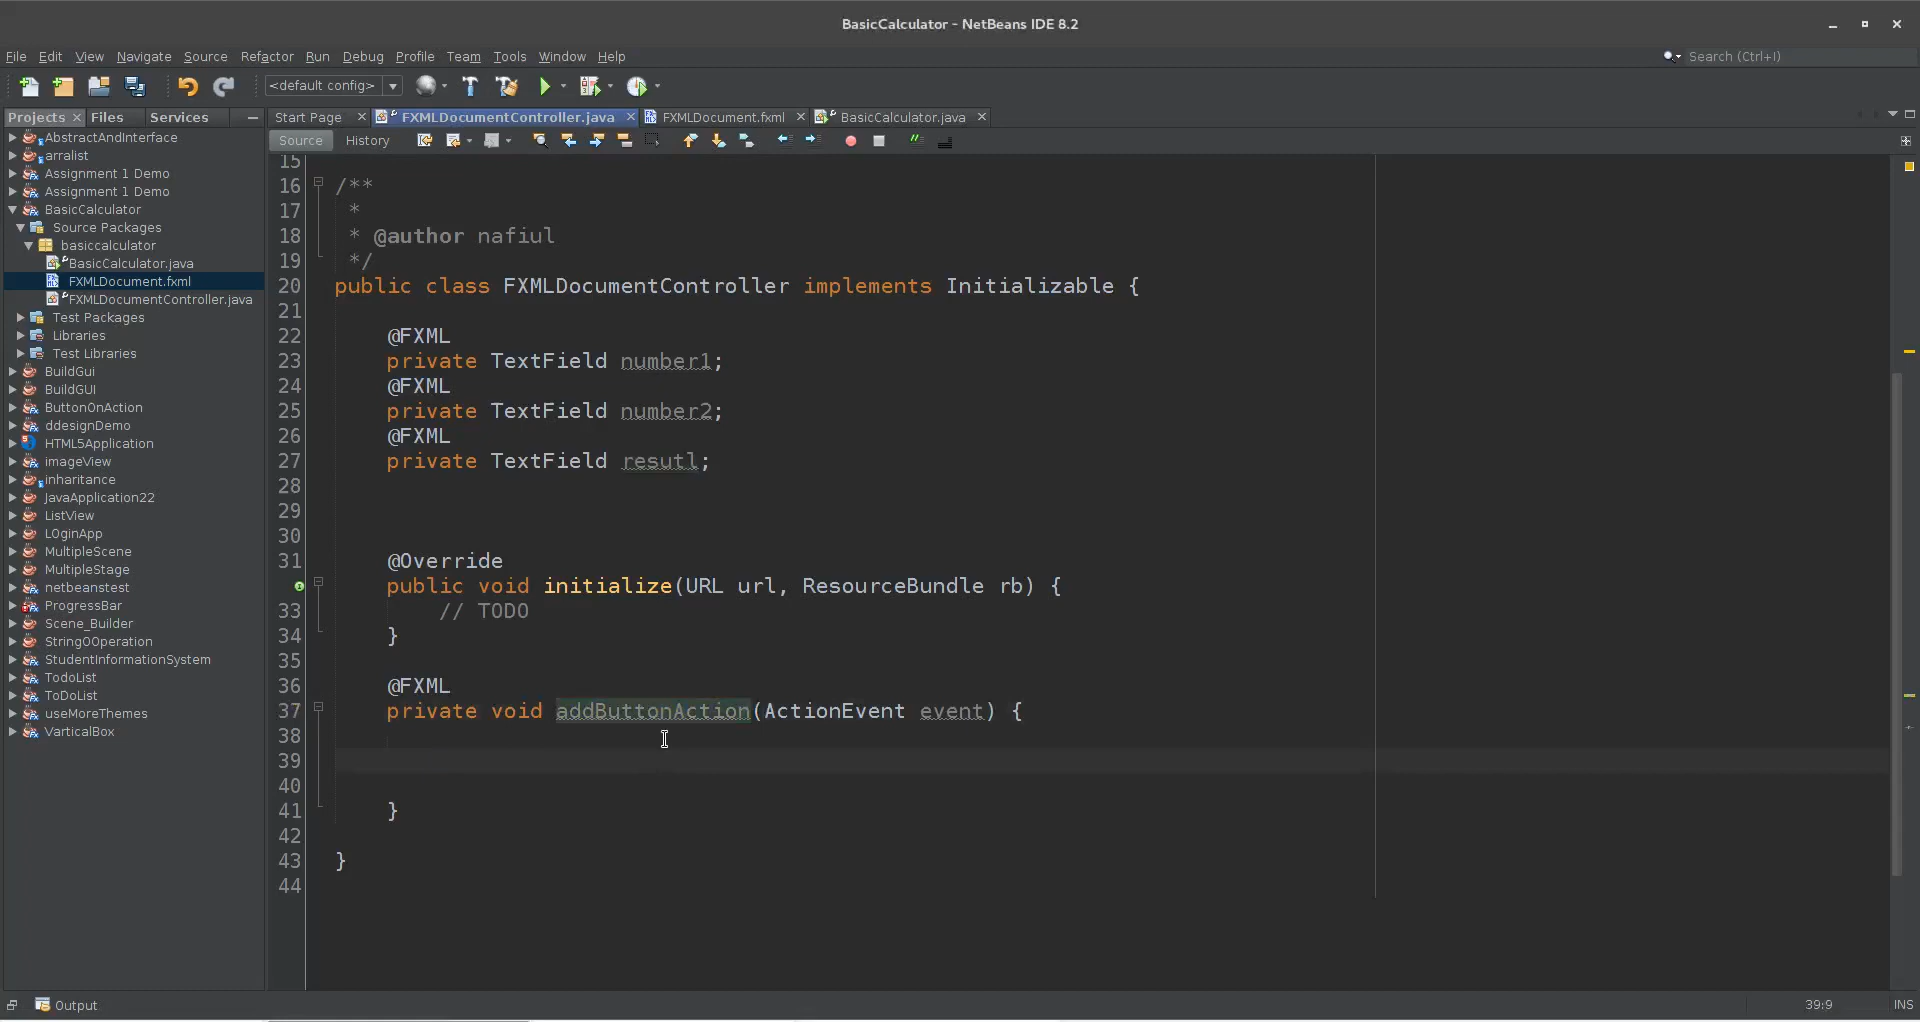 BasicCalculator - NetBeans IDE 8.2
File Edit View Navigate Source Refactor Run Debug Profile Team Tools Window Help Search (Ctrl+I)
<default config>
Projects Files Services
Start Page FXMLDocumentController.java FXMLDocument.fxml BasicCalculator.java
Source History
AbstractAndInterface
arralist
Assignment 1 Demo
Assignment 1 Demo
BasicCalculator
Source Packages
basiccalculator
BasicCalculator.java
FXMLDocument.fxml
FXMLDocumentController.java
Test Packages
Libraries
Test Libraries
BuildGui
BuildGUI
ButtonOnAction
ddesignDemo
HTML5Application
imageView
inheritance
JavaApplication22
ListView
L0ginApp
MultipleScene
MultipleStage
netbeanstest
ProgressBar
Scene_Builder
StringOOperation
StudentInformationSystem
TodoList
ToDoList
useMoreThemes
VarticalBox
15
16 /**
17 *
18 * @author nafiul
19 */
20 public class FXMLDocumentController implements Initializable {
21
22 @FXML
23 private TextField number1;
24 @FXML
25 private TextField number2;
26 @FXML
27 private TextField resutl;
28
29
30
31 @Override
public void initialize(URL url, ResourceBundle rb) {
33 // TODO
34 }
35
36 @FXML
37 private void addButtonAction(ActionEvent event) {
38
39
40
41 }
42
43 }
44
Output 39:9 INS